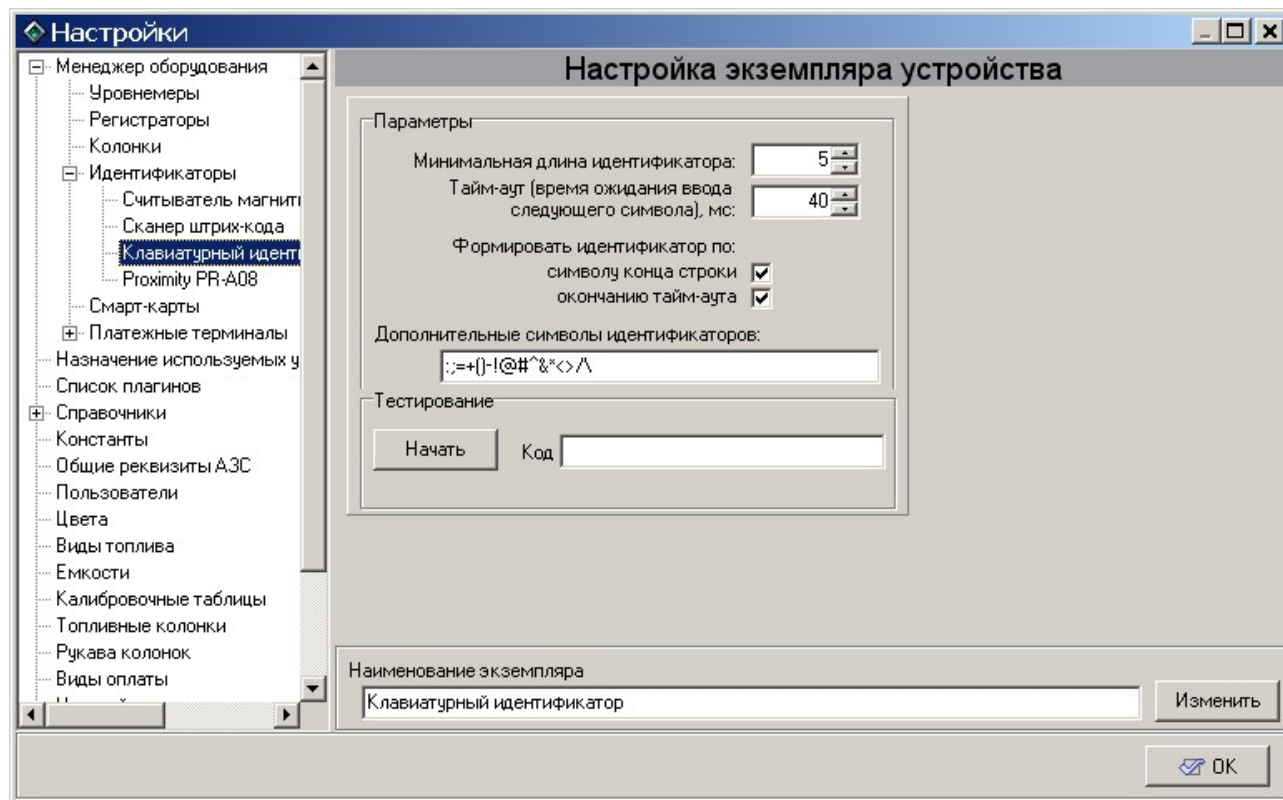 Настройки
Менеджер оборудования
Уровнемеры
Регистраторы
Колонки
Идентификаторы
Считыватель магнит
Сканер штрих-кода
Клавиатурный идент
Proximity PR-A08
Смарт-карты
Платежные терминалы
Назначение используемых у
Список плагинов
Справочники
Константы
Общие реквизиты АЗС
Пользователи
Цвета
Виды топлива
Емкости
Калибровочные таблицы
Топливные колонки
Рукава колонок
Виды оплаты
Настройка экземпляра устройства
Параметры
Минимальная длина идентификатора: 5
Тайм-аут (время ожидания ввода
следующего символа), мс: 40
Формировать идентификатор по:
символу конца строки
окончанию тайм-аута
Дополнительные символы идентификаторов:
:;=+()-!@#^&*<>/\
Тестирование
Начать Код
Наименование экземпляра
Клавиатурный идентификатор Изменить
OK